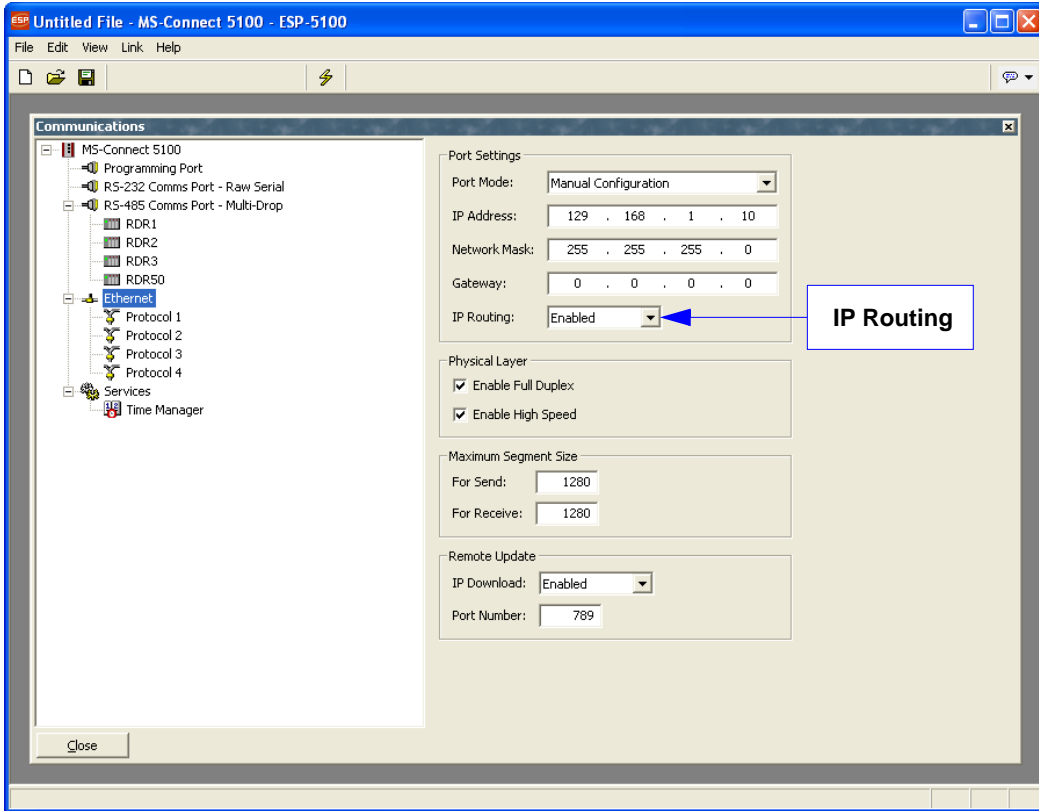 ESP Untitled File - MS-Connect 5100 - ESP-5100
File Edit View Link Help
Communications
MS-Connect 5100
Programming Port
RS-232 Comms Port - Raw Serial
RS-485 Comms Port - Multi-Drop
RDR1
RDR2
RDR3
RDR50
Ethernet
Protocol 1
Protocol 2
Protocol 3
Protocol 4
Services
Time Manager
Port Settings
Port Mode: Manual Configuration
IP Address: 129 . 168 . 1 . 10
Network Mask: 255 . 255 . 255 . 0
Gateway: 0 . 0 . 0 . 0
IP Routing: Enabled
IP Routing
Physical Layer
Enable Full Duplex
Enable High Speed
Maximum Segment Size
For Send: 1280
For Receive: 1280
Remote Update
IP Download: Enabled
Port Number: 789
Close